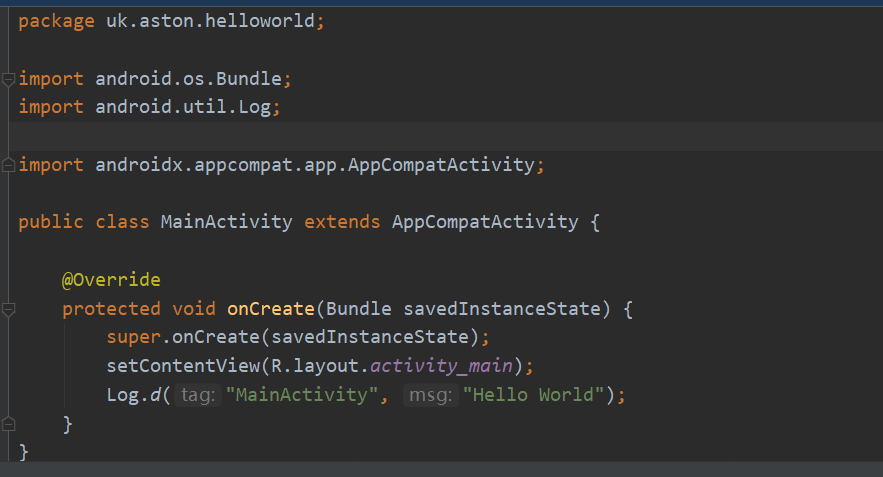 package uk.aston.helloworld;
import android.os.Bundle;
import android.util.Log;
import androidx.appcompat.app.AppCompatActivity;
public class MainActivity extends AppCompatActivity {
@Override
protected void onCreate(Bundle savedInstanceState) {
super.onCreate(savedInstanceState);
setContentView(R.layout.activity_main);
Log.d( tag: "MainActivity", msg: "Hello World");
}
}